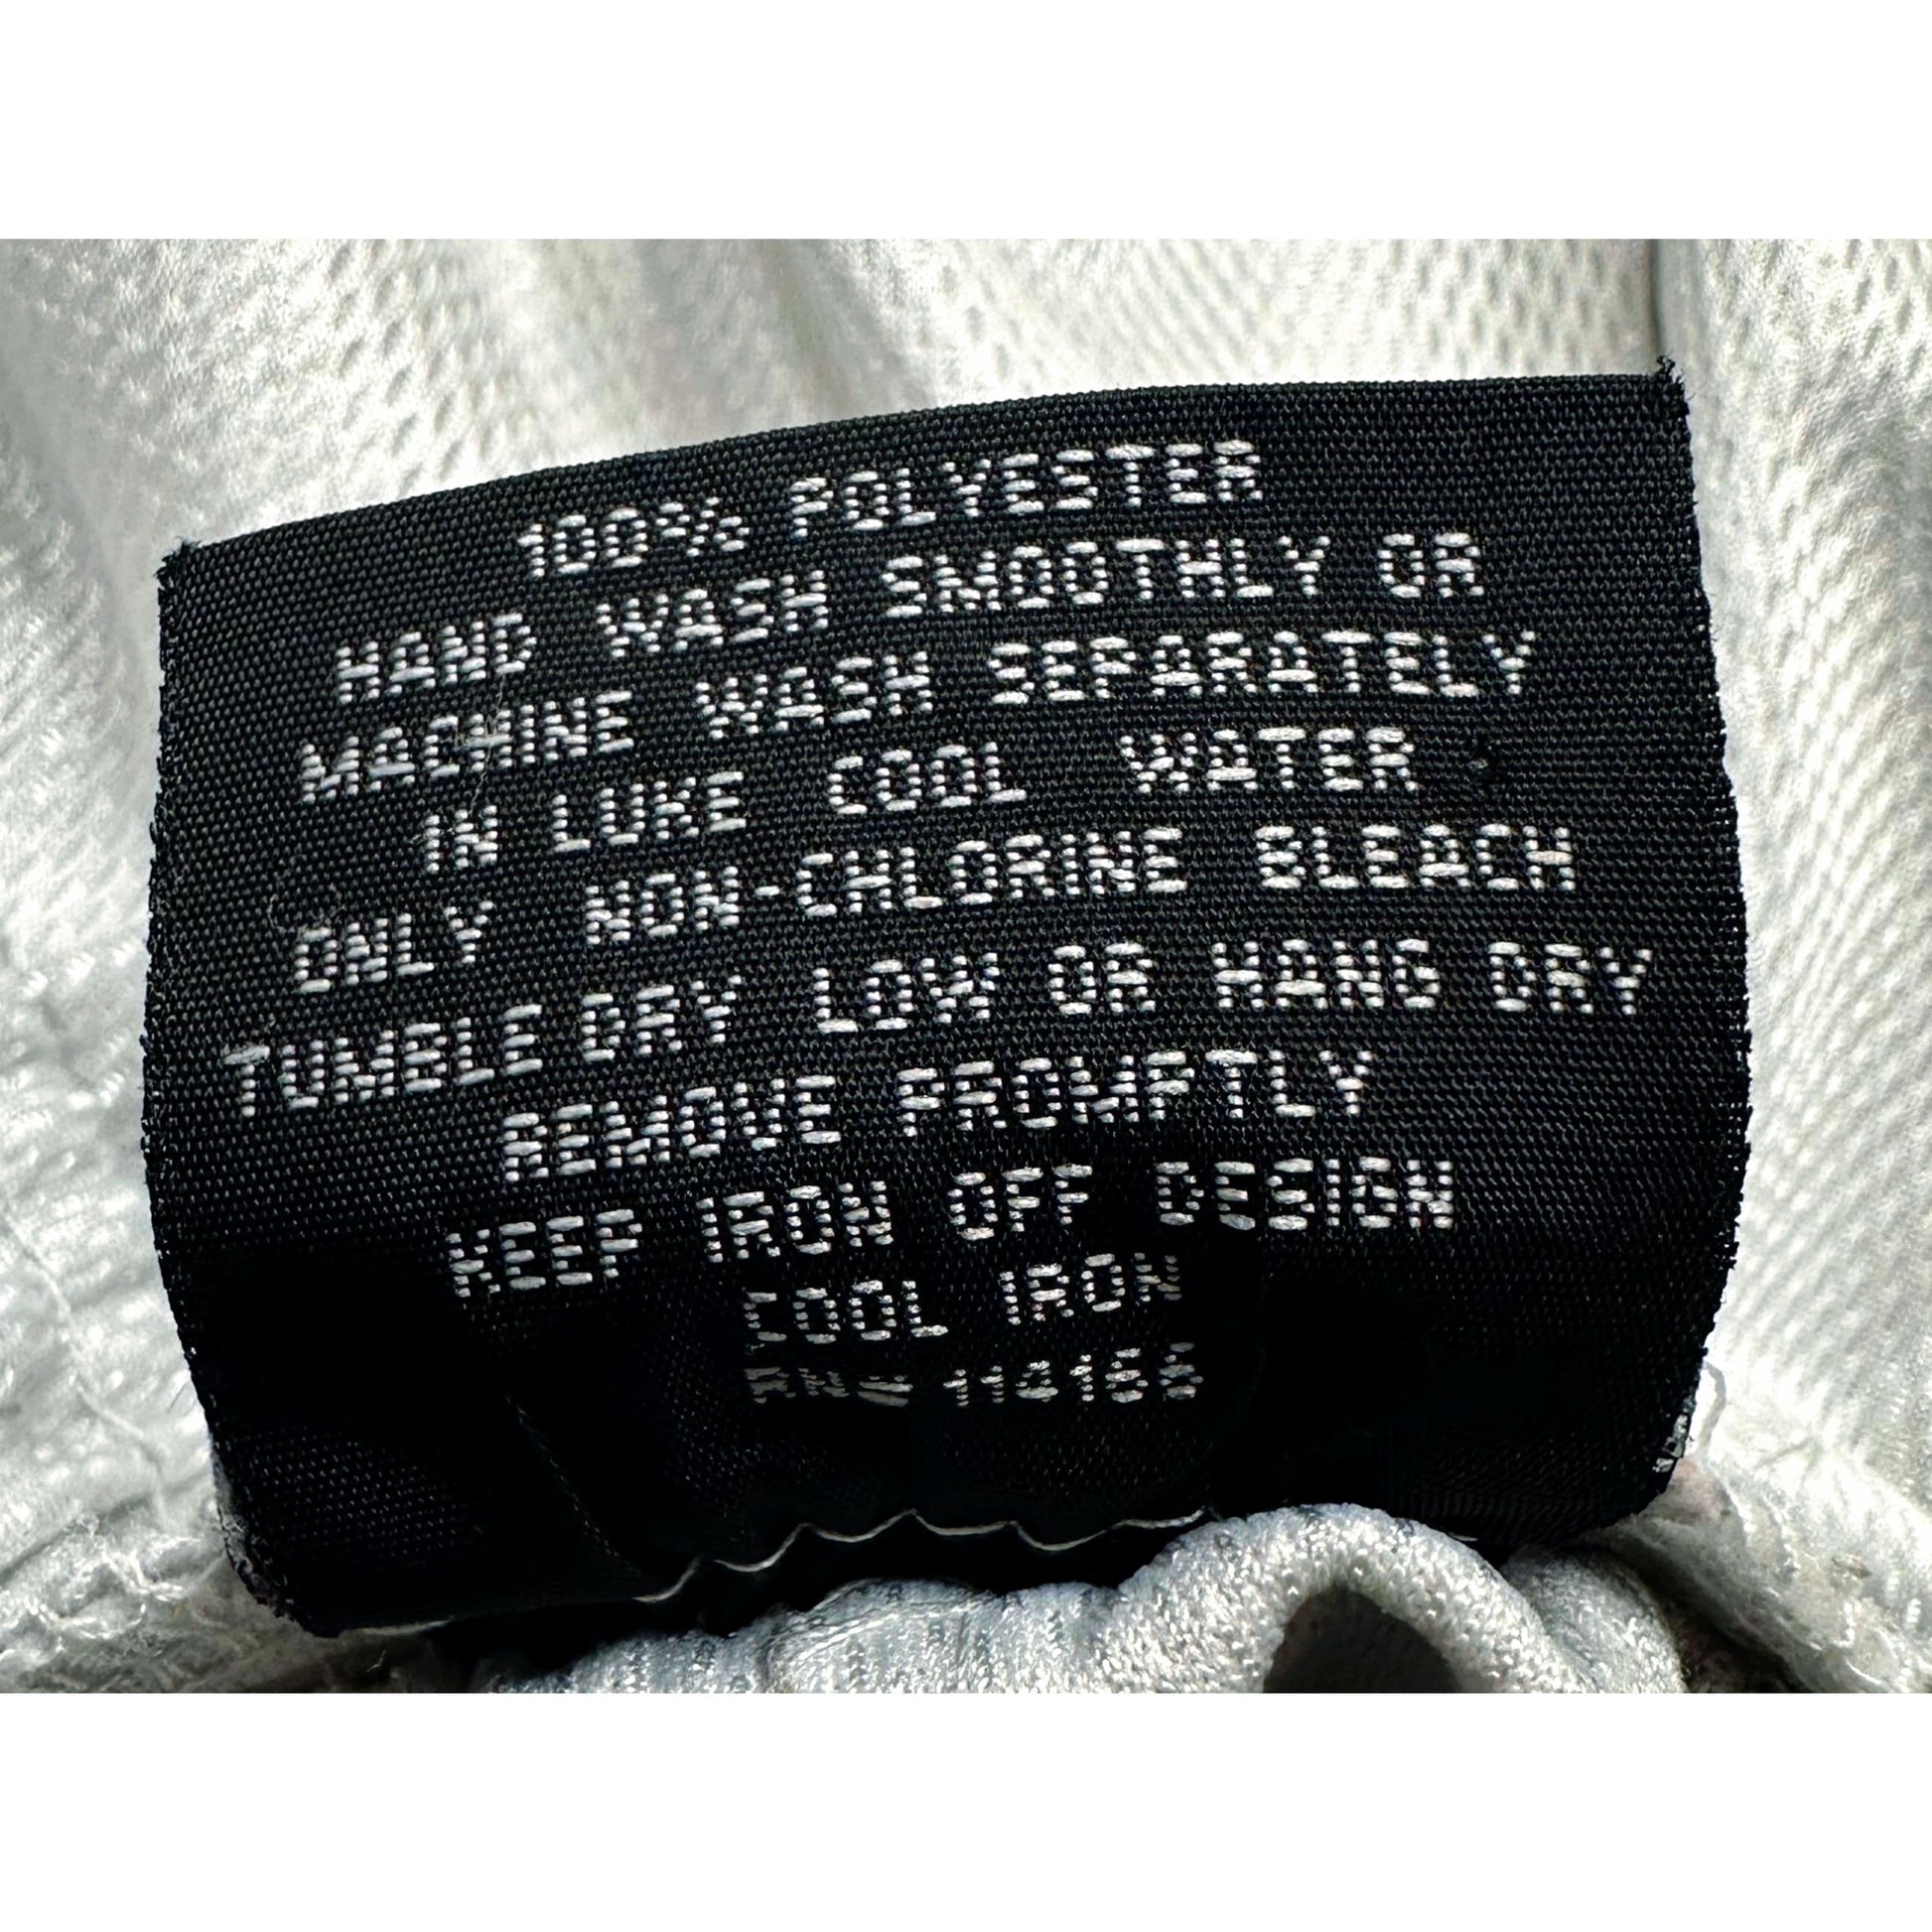 100% POLYESTER
HAND WASH SMOOTHLY OR
MACHINE WASH SEPARATELY
IN LUKE COOL WATER
ONLY NON-CHLORINE BLEACH
TUMBLE DRY LOW OR HANG DRY
REMOVE PROMPTLY
KEEP IRON OFF DESIGN
COOL IRON